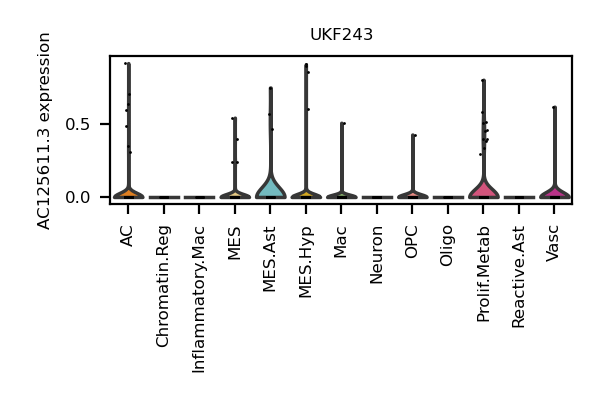 UKF243
AC125611.3 expression
0.5
0.0
AC
Chromatin.Reg
Inflammatory.Mac
MES
MES.Ast
MES.Hyp
Mac
Neuron
OPC
Oligo
Prolif.Metab
Reactive.Ast
Vasc